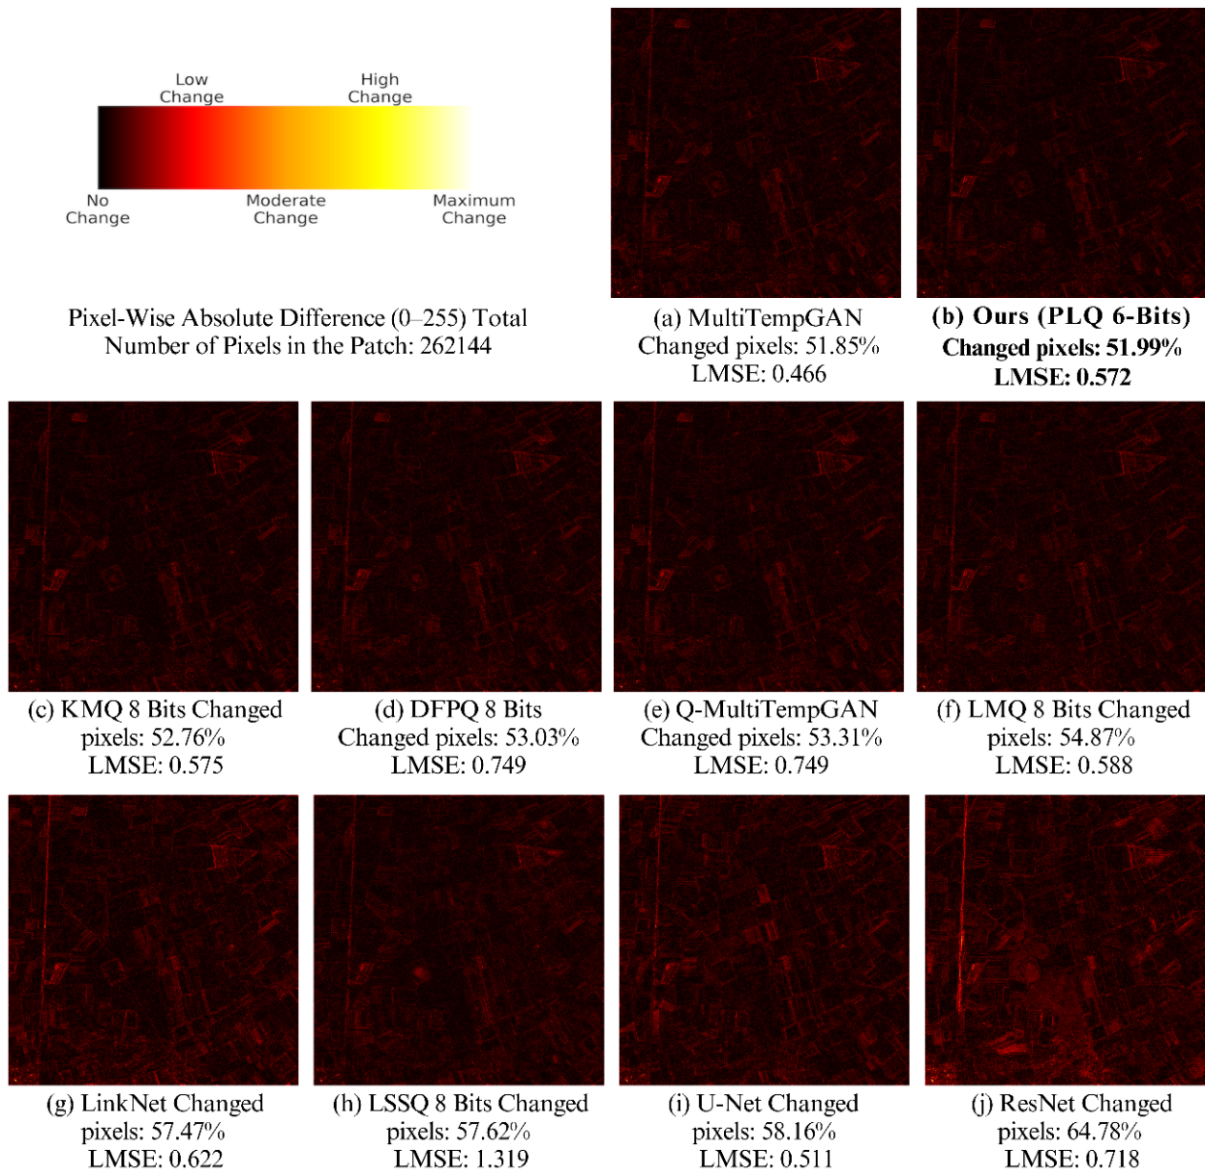 Low
Change
High
Change
No
Change
Moderate
Change
Maximum
Change
Pixel-Wise Absolute Difference (0–255) Total
Number of Pixels in the Patch: 262144
(a) MultiTempGAN
Changed pixels: 51.85%
LMSE: 0.466
(b) Ours (PLQ 6-Bits)
Changed pixels: 51.99%
LMSE: 0.572
(c) KMQ 8 Bits Changed
pixels: 52.76%
LMSE: 0.575
(d) DFPQ 8 Bits
Changed pixels: 53.03%
LMSE: 0.749
(e) Q-MultiTempGAN
Changed pixels: 53.31%
LMSE: 0.749
(f) LMQ 8 Bits Changed
pixels: 54.87%
LMSE: 0.588
(g) LinkNet Changed
pixels: 57.47%
LMSE: 0.622
(h) LSSQ 8 Bits Changed
pixels: 57.62%
LMSE: 1.319
(i) U-Net Changed
pixels: 58.16%
LMSE: 0.511
(j) ResNet Changed
pixels: 64.78%
LMSE: 0.718